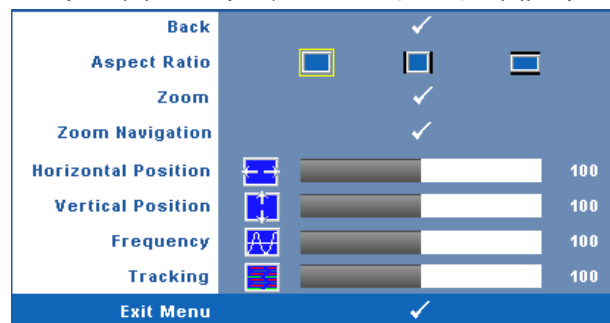 Back
Aspect Ratio
Zoom
Zoom Navigation
Horizontal Position 100
Vertical Position 100
Frequency 100
Tracking 100
Exit Menu